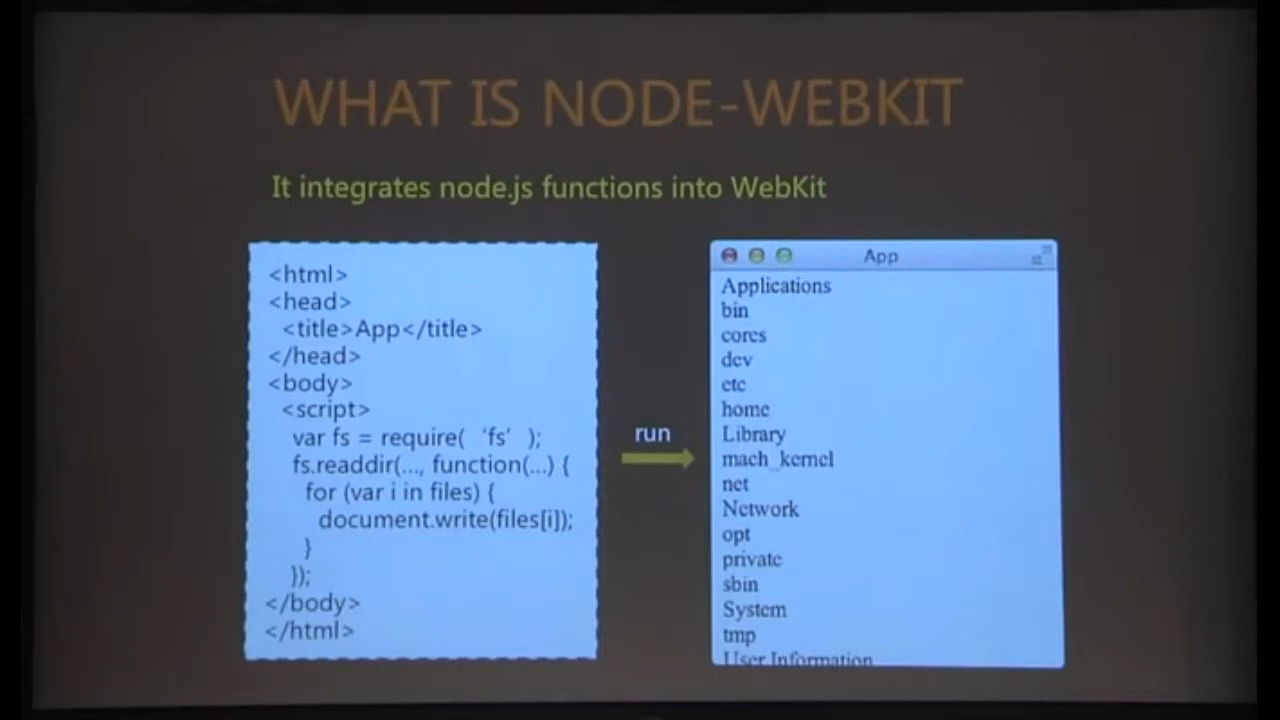 WHAT IS NODE-WEBKIT
It integrates node.js functions into WebKit
<html>
<head>
<title>App</title>
</head>
<body>
<script>
var fs = require( 'fs' );
fs.readdir(..., function(...) {
for (var i in files) {
document.write(files[i]);
}
});
</body>
</html>
run
App
Applications
bin
cores
dev
etc
home
Library
mach_kernel
net
Network
opt
private
sbin
System
tmp
User Information